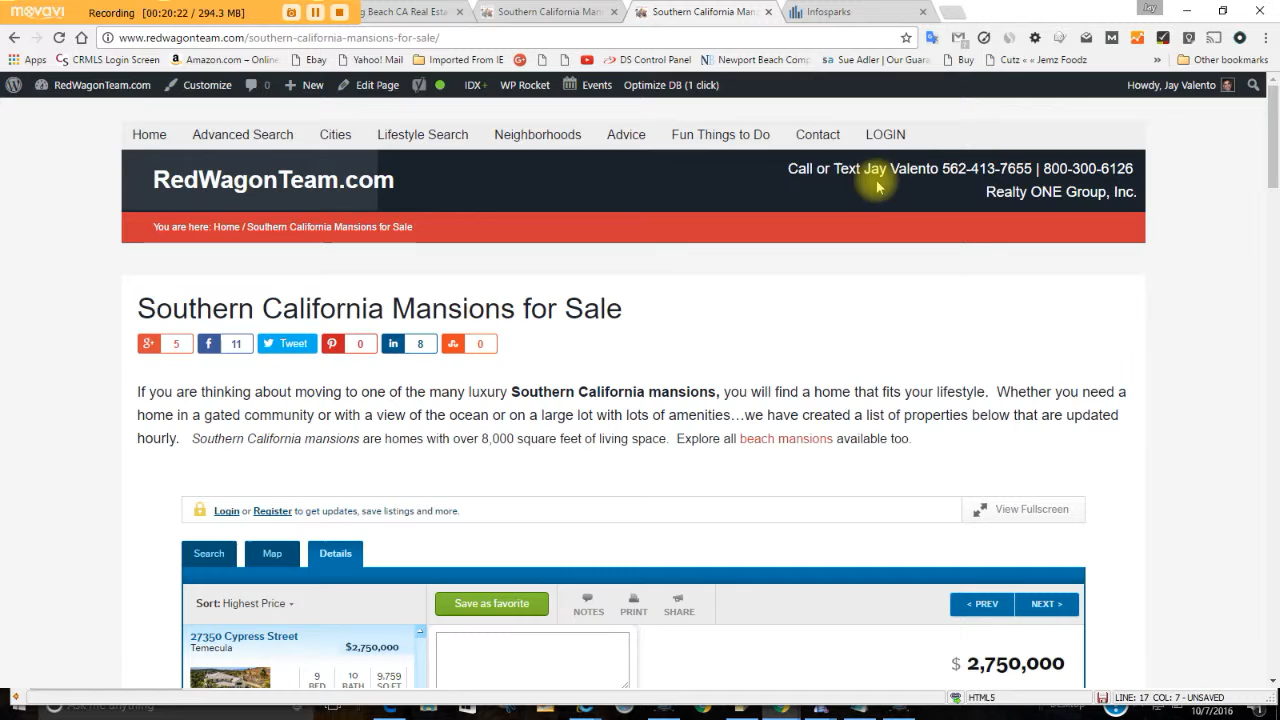 movavi Recording [00:20:22 / 294.3 MB]
g Beach CA Real Esta
Southern California Man
Southern California Man
Infosparks
Jay
www.redwagonteam.com/southern-california-mansions-for-sale/
Apps CRMLS Login Screen Amazon.com – Online Ebay Yahoo! Mail Imported From IE DS Control Panel Newport Beach Comp Sue Adler | Our Guara Buy Cutz « « Jemz Foodz » Other bookmarks
RedWagonTeam.com Customize 0 New Edit Page IDX+ WP Rocket Events Optimize DB (1 click) Howdy, Jay Valento
Home Advanced Search Cities Lifestyle Search Neighborhoods Advice Fun Things to Do Contact LOGIN
RedWagonTeam.com
Call or Text Jay Valento 562-413-7655 | 800-300-6126
Realty ONE Group, Inc.
You are here: Home / Southern California Mansions for Sale
Southern California Mansions for Sale
5 11 Tweet 0 8 0
If you are thinking about moving to one of the many luxury Southern California mansions, you will find a home that fits your lifestyle. Whether you need a
home in a gated community or with a view of the ocean or on a large lot with lots of amenities…we have created a list of properties below that are updated
hourly. Southern California mansions are homes with over 8,000 square feet of living space. Explore all beach mansions available too.
Login or Register to get updates, save listings and more.
View Fullscreen
Search Map Details
Sort: Highest Price
Save as favorite
NOTES PRINT SHARE
< PREV NEXT >
27350 Cypress Street
Temecula
$2,750,000
9 10 9,759
BED BATH SQ FT
$ 2,750,000
HTML5
LINE: 17 COL: 7 - UNSAVED
Ask me anything
Desktop
10/7/2016